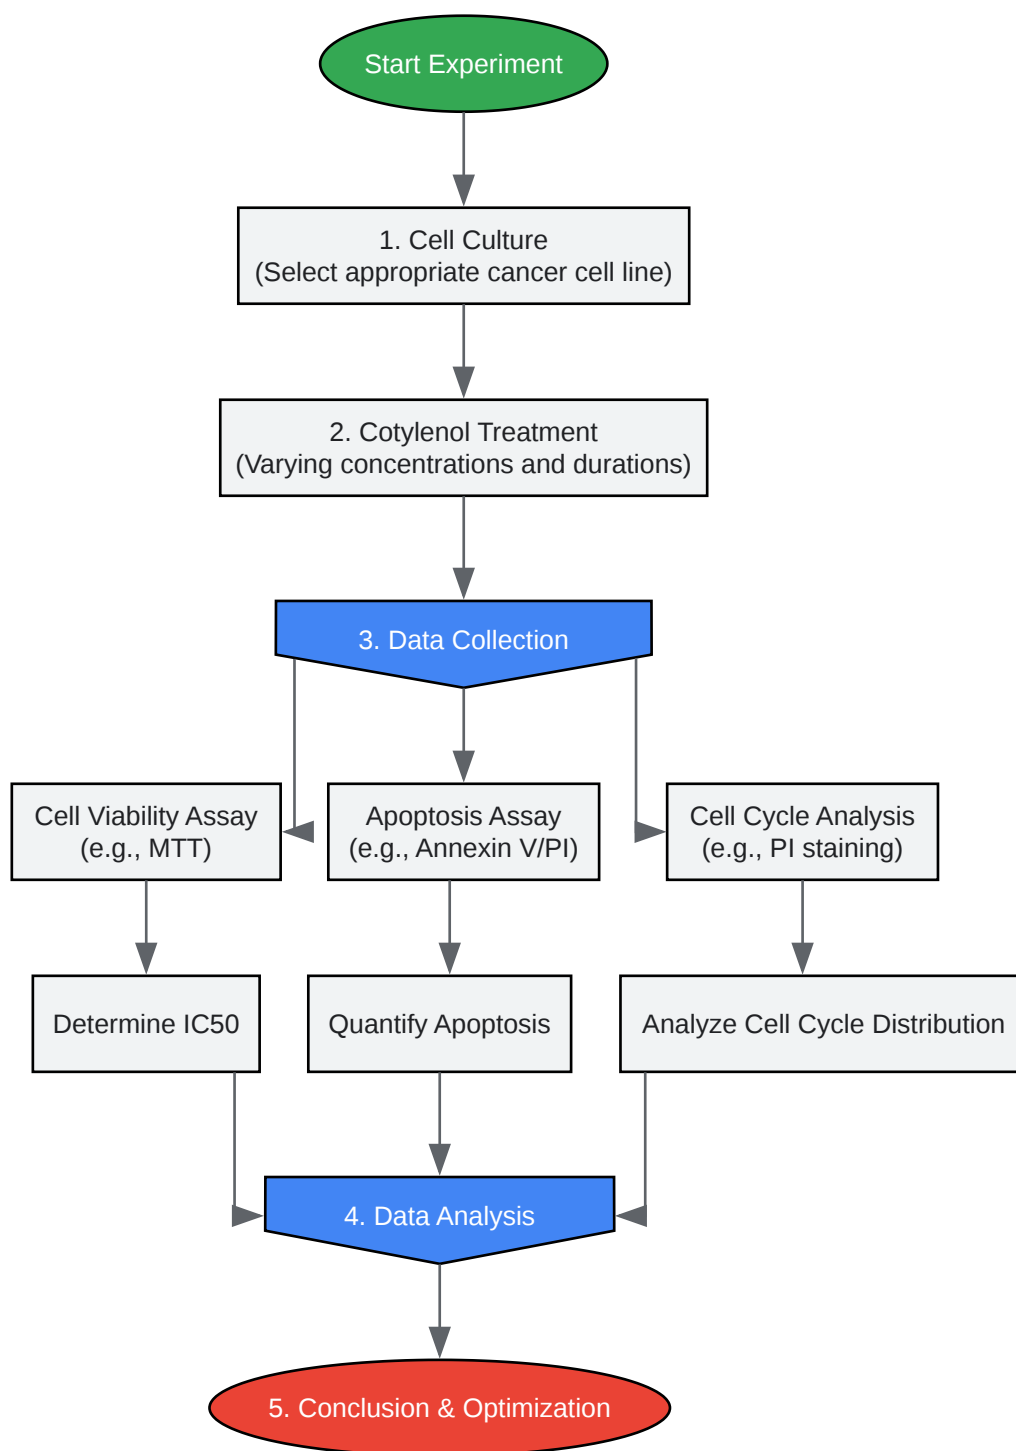 Start Experiment
1. Cell Culture
(Select appropriate cancer cell line)
2. Cotylenol Treatment
(Varying concentrations and durations)
3. Data Collection
Cell Viability Assay
(e.g., MTT)
Apoptosis Assay
(e.g., Annexin V/PI)
Cell Cycle Analysis
(e.g., PI staining)
Determine IC50
Quantify Apoptosis
Analyze Cell Cycle Distribution
4. Data Analysis
5. Conclusion & Optimization